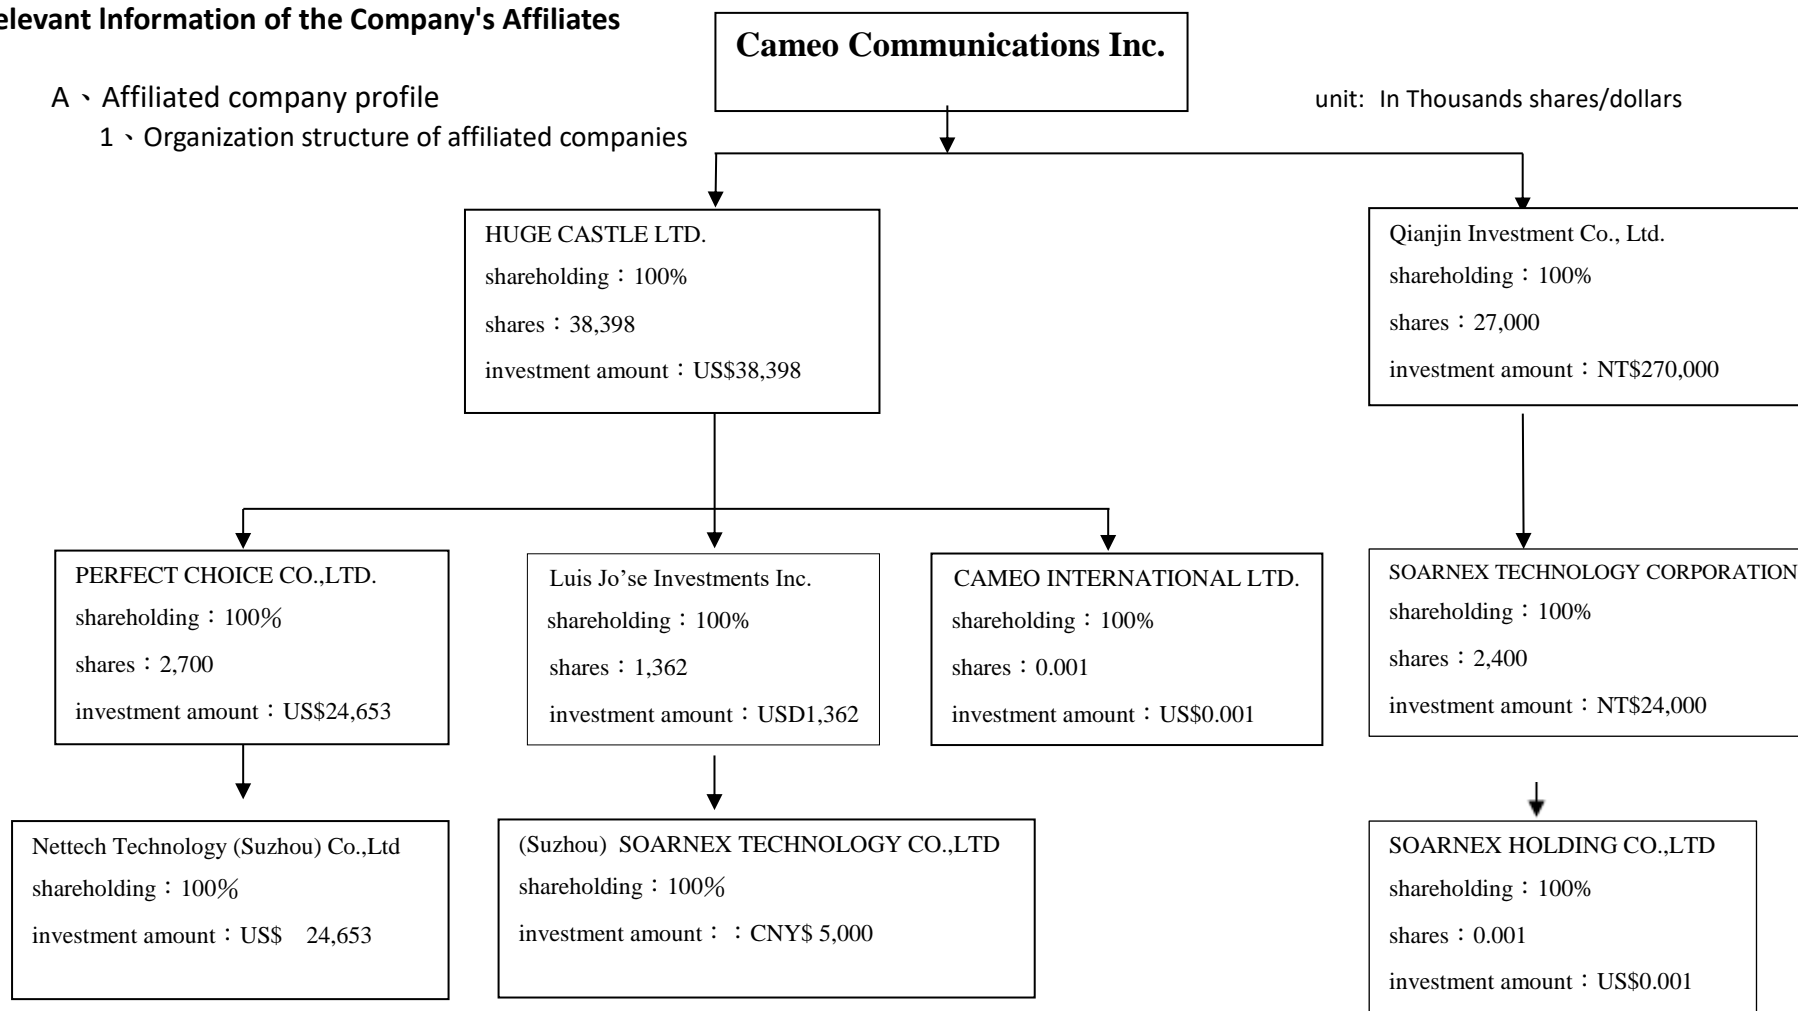 elevant Information of the Company's Affiliates
Cameo Communications Inc.
A、Affiliated company profile
unit: In Thousands shares/dollars
1、Organization structure of affiliated companies
HUGE CASTLE LTD.
shareholding：100%
shares：38,398
investment amount：US$38,398
Qianjin Investment Co., Ltd.
shareholding：100%
shares：27,000
investment amount：NT$270,000
PERFECT CHOICE CO.,LTD.
shareholding：100%
shares：2,700
investment amount：US$24,653
Luis Jo’se Investments Inc.
shareholding：100%
shares：1,362
investment amount：USD1,362
CAMEO INTERNATIONAL LTD.
shareholding：100%
shares：0.001
investment amount：US$0.001
SOARNEX TECHNOLOGY CORPORATION
shareholding：100%
shares：2,400
investment amount：NT$24,000
Nettech Technology (Suzhou) Co.,Ltd
shareholding：100%
investment amount：US$ 24,653
(Suzhou) SOARNEX TECHNOLOGY CO.,LTD
shareholding：100%
investment amount：：CNY$ 5,000
SOARNEX HOLDING CO.,LTD
shareholding：100%
shares：0.001
investment amount：US$0.001